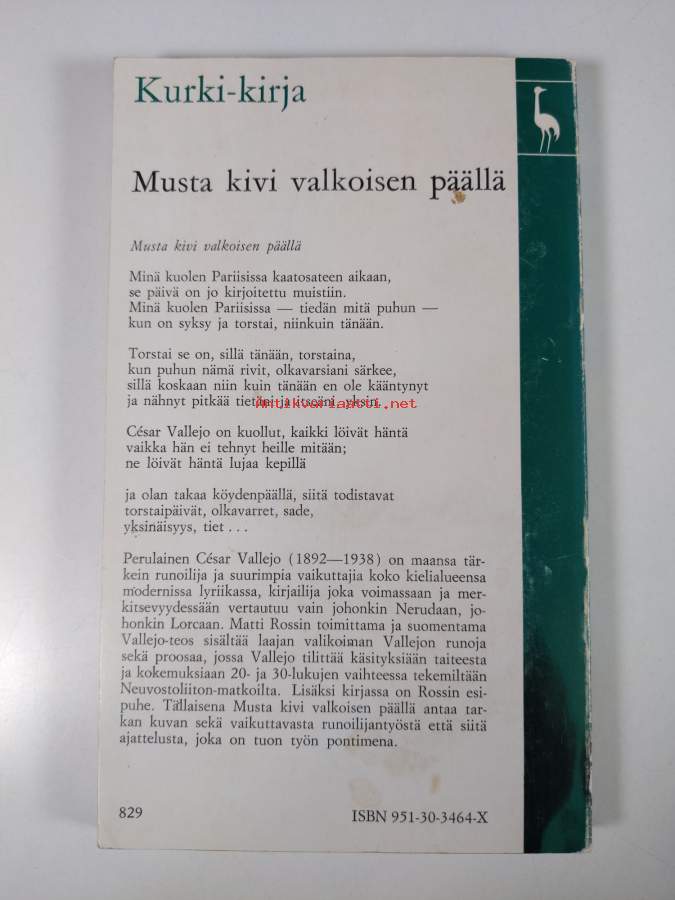 Kurki-kirja
Musta kivi valkoisen päällä
Musta kivi valkoisen päällä
Minä kuolen Pariisissa kaatosateen aikaan,
se päivä on jo kirjoitettu muistiin.
Minä kuolen Pariisissa — tiedän mitä puhun —
kun on syksy ja torstai, niinkuin tänään.
Torstai se on, sillä tänään, torstaina,
kun puhun nämä rivit, olkavarsiani särkee,
sillä koskaan niin kuin tänään en ole kääntynyt
ja nähnyt pitkää tietäni ja itseäni, yksin.
Antikvariaatti.net
César Vallejo on kuollut, kaikki löivät häntä
vaikka hän ei tehnyt heille mitään;
ne löivät häntä lujaa kepillä
ja olan takaa köydenpäällä, siitä todistavat
torstaipäivät, olkavarret, sade,
yksinäisyys, tiet . . .
Perulainen César Vallejo (1892—1938) on maansa tär-
kein runoilija ja suurimpia vaikuttajia koko kielialueensa
modernissa lyriikassa, kirjailija joka voimassaan ja mer-
kitsevyydessään vertautuu vain johonkin Nerudaan, jo-
honkin Lorcaan. Matti Rossin toimittama ja suomentama
Vallejo-teos sisältää laajan valikoiman Vallejon runoja
sekä proosaa, jossa Vallejo tilittää käsityksiään taiteesta
ja kokemuksiaan 20- ja 30-lukujen vaihteessa tekemiltään
Neuvostoliiton-matkoilta. Lisäksi kirjassa on Rossin esi-
puhe. Tällaisena Musta kivi valkoisen päällä antaa tar-
kan kuvan sekä vaikuttavasta runoilijantyöstä että siitä
ajattelusta, joka on tuon työn pontimena.
829
ISBN 951-30-3464-X